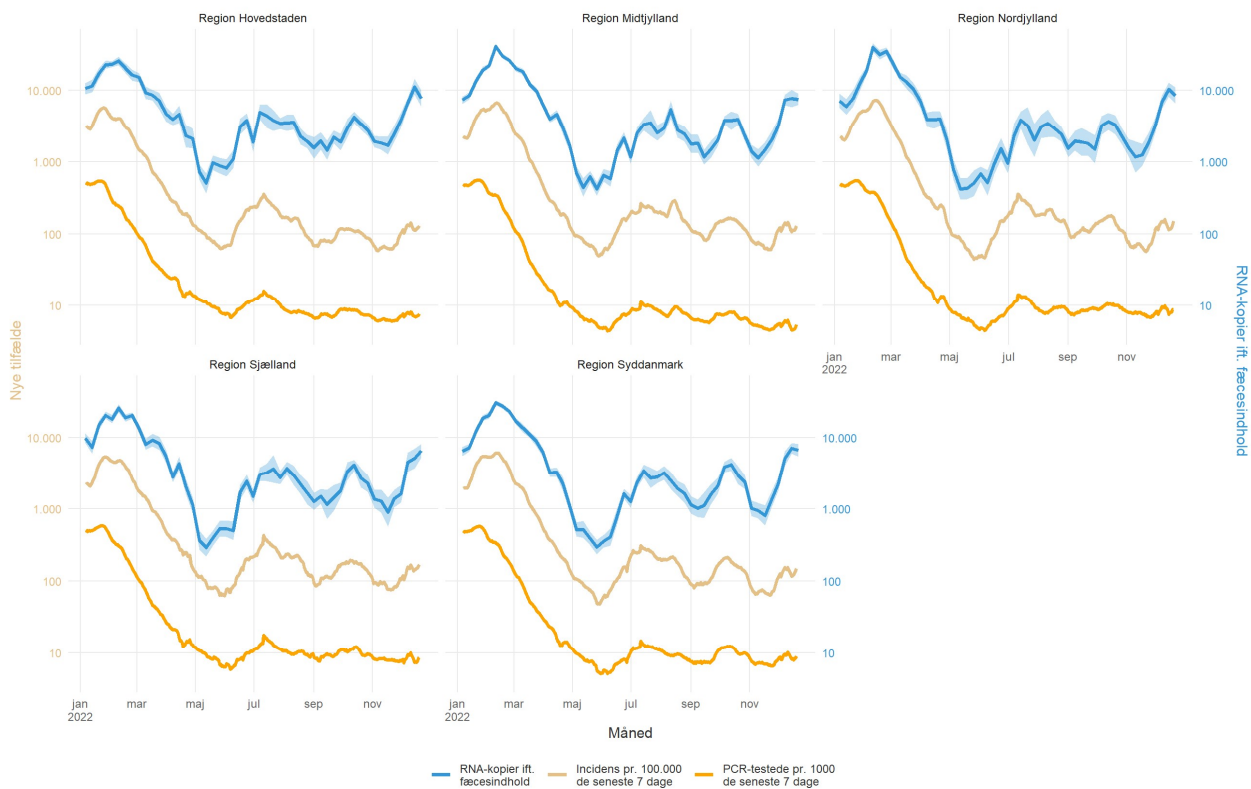 Region Hovedstaden
Region Midtjylland
Region Nordjylland
10.000
1.000
100
10
10.000
1.000
100
10
jan
2022
mar
maj
jul
sep
nov
Region Sjælland
Region Syddanmark
10.000
1.000
100
10
10.000
1.000
100
10
jan
2022
mar
maj
jul
sep
nov
jan
2022
mar
maj
jul
sep
nov
Nye tilfælde
RNA-kopier ift. fæcesindhold
Måned
RNA-kopier ift.
fæcesindhold
Incidens pr. 100.000
de seneste 7 dage
PCR-testede pr. 1000
de seneste 7 dage